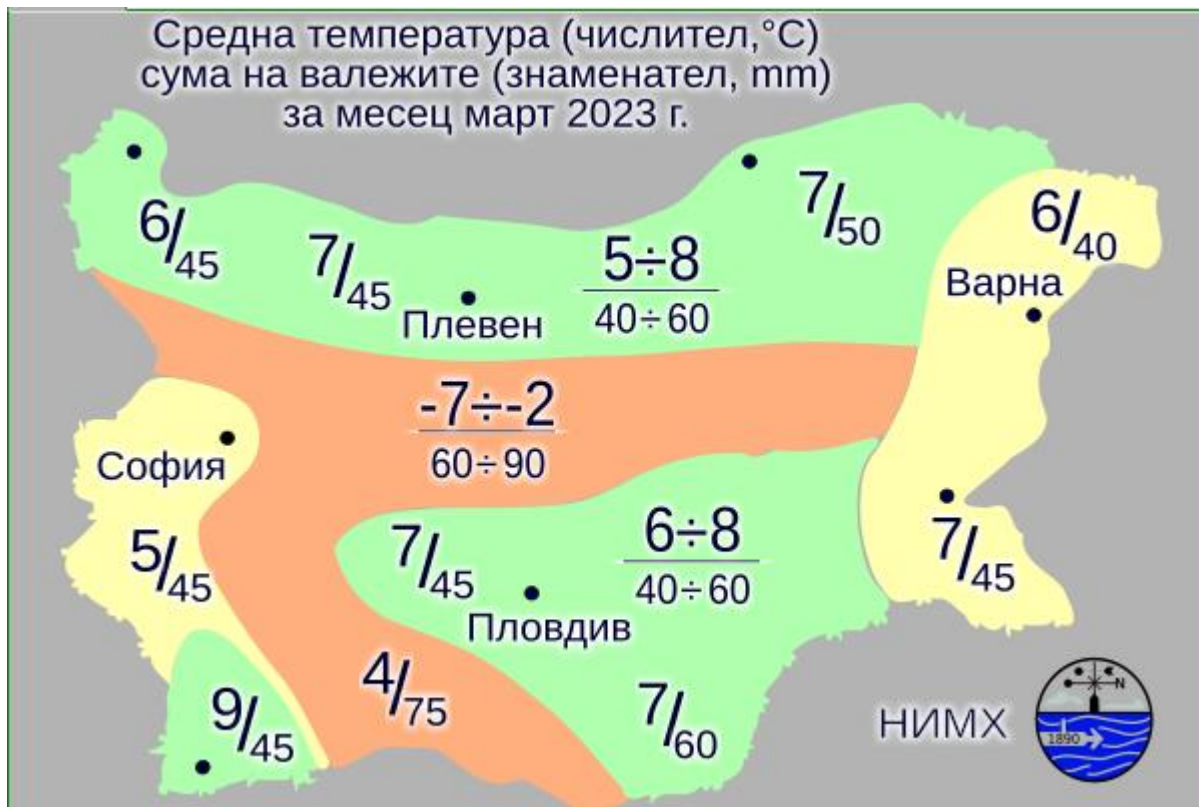 Средна температура (числител,°C)
сума на валежите (знаменател, mm)
за месец март 2023 г.
6/45
7/45
5÷8
40÷60
7/50
6/40
Плевен
Варна
-7÷-2
60÷90
София
5/45
7/45
6÷8
40÷60
Пловдив
7/45
9/45
4/75
7/60
НИМХ
N
1890